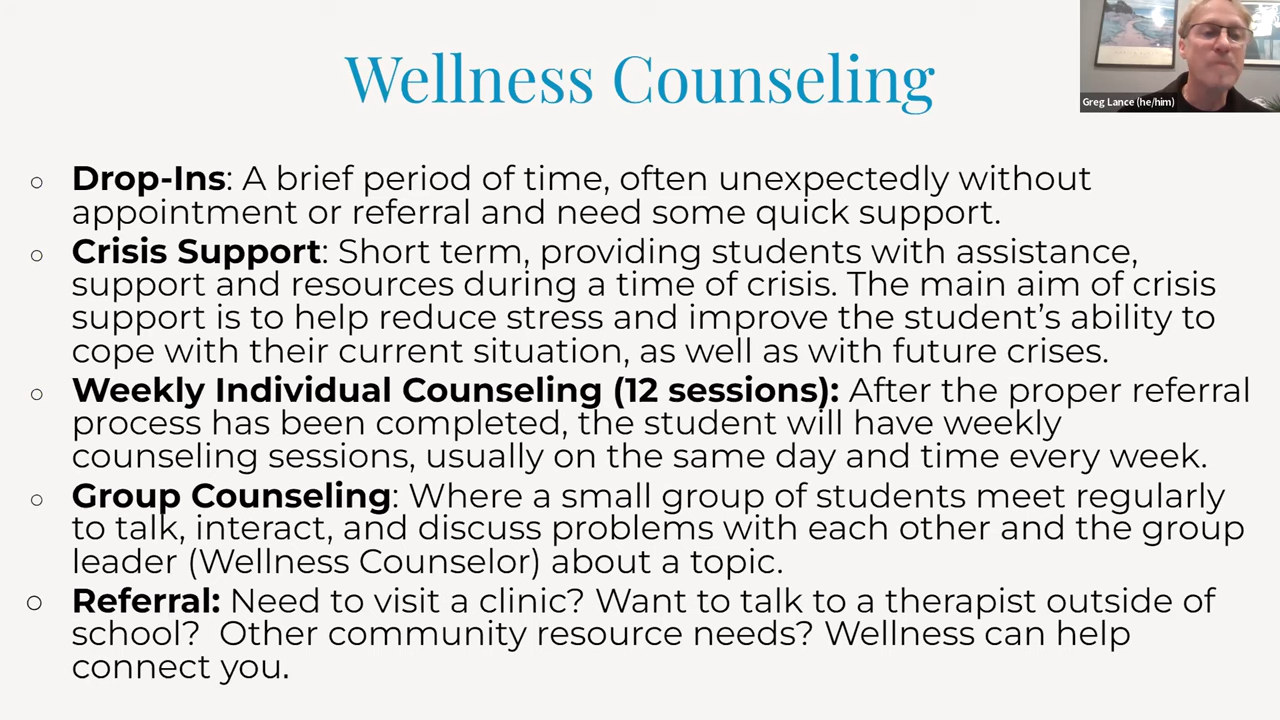 Wellness Counseling
Greg Lance (he/him)
○ Drop-Ins: A brief period of time, often unexpectedly without
appointment or referral and need some quick support.
○ Crisis Support: Short term, providing students with assistance,
support and resources during a time of crisis. The main aim of crisis
support is to help reduce stress and improve the student’s ability to
cope with their current situation, as well as with future crises.
○ Weekly Individual Counseling (12 sessions): After the proper referral
process has been completed, the student will have weekly
counseling sessions, usually on the same day and time every week.
○ Group Counseling: Where a small group of students meet regularly
to talk, interact, and discuss problems with each other and the group
leader (Wellness Counselor) about a topic.
○ Referral: Need to visit a clinic? Want to talk to a therapist outside of
school?  Other community resource needs? Wellness can help
connect you.